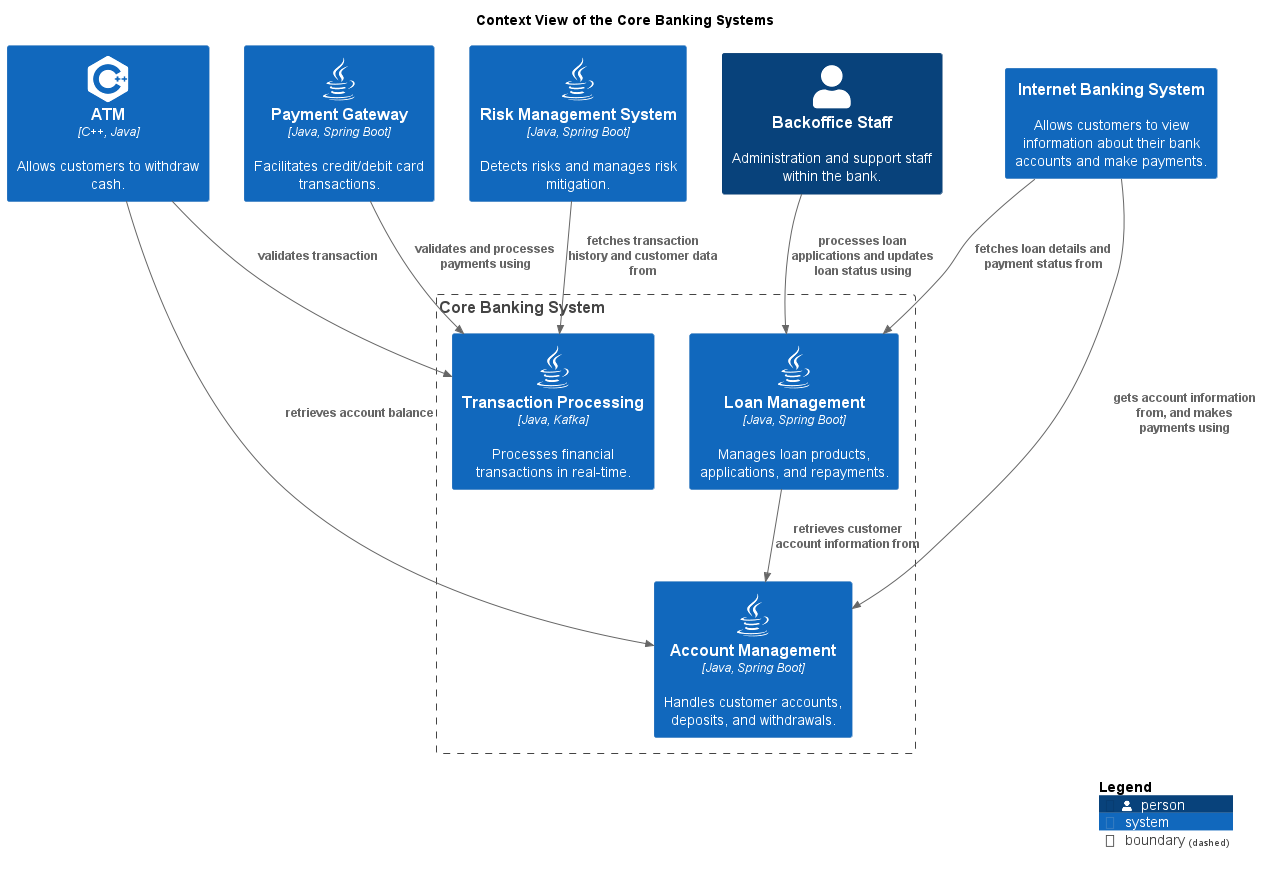 Context View of the Core Banking Systems
ATM
[C++, Java]
Allows customers to withdraw
cash.
Payment Gateway
[Java, Spring Boot]
Facilitates credit/debit card
transactions.
Risk Management System
[Java, Spring Boot]
Detects risks and manages risk
mitigation.
Backoffice Staff
Administration and support staff
within the bank.
Internet Banking System
Allows customers to view
information about their bank
accounts and make payments.
validates transaction
validates and processes
payments using
fetches transaction
history and customer data
from
processes loan
applications and updates
loan status using
fetches loan details and
payment status from
Core Banking System
Transaction Processing
[Java, Kafka]
Processes financial
transactions in real-time.
Loan Management
[Java, Spring Boot]
Manages loan products,
applications, and repayments.
retrieves account balance
gets account information
from, and makes
payments using
retrieves customer
account information from
Account Management
[Java, Spring Boot]
Handles customer accounts,
deposits, and withdrawals.
Legend
person
system
boundary (dashed)